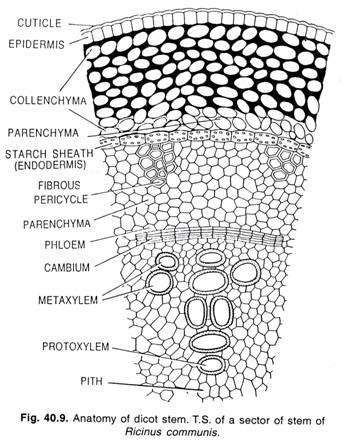 CUTICLE
EPIDERMIS
COLLENCHYMA
PARENCHYMA
STARCH SHEATH
(ENDODERMIS)
FIBROUS
PERICYCLE
PARENCHYMA
PHLOEM
CAMBIUM
METAXYLEM
PROTOXYLEM
PITH
Fig. 40.9. Anatomy of dicot stem. T.S. of a sector of stem of
Ricinus communis.